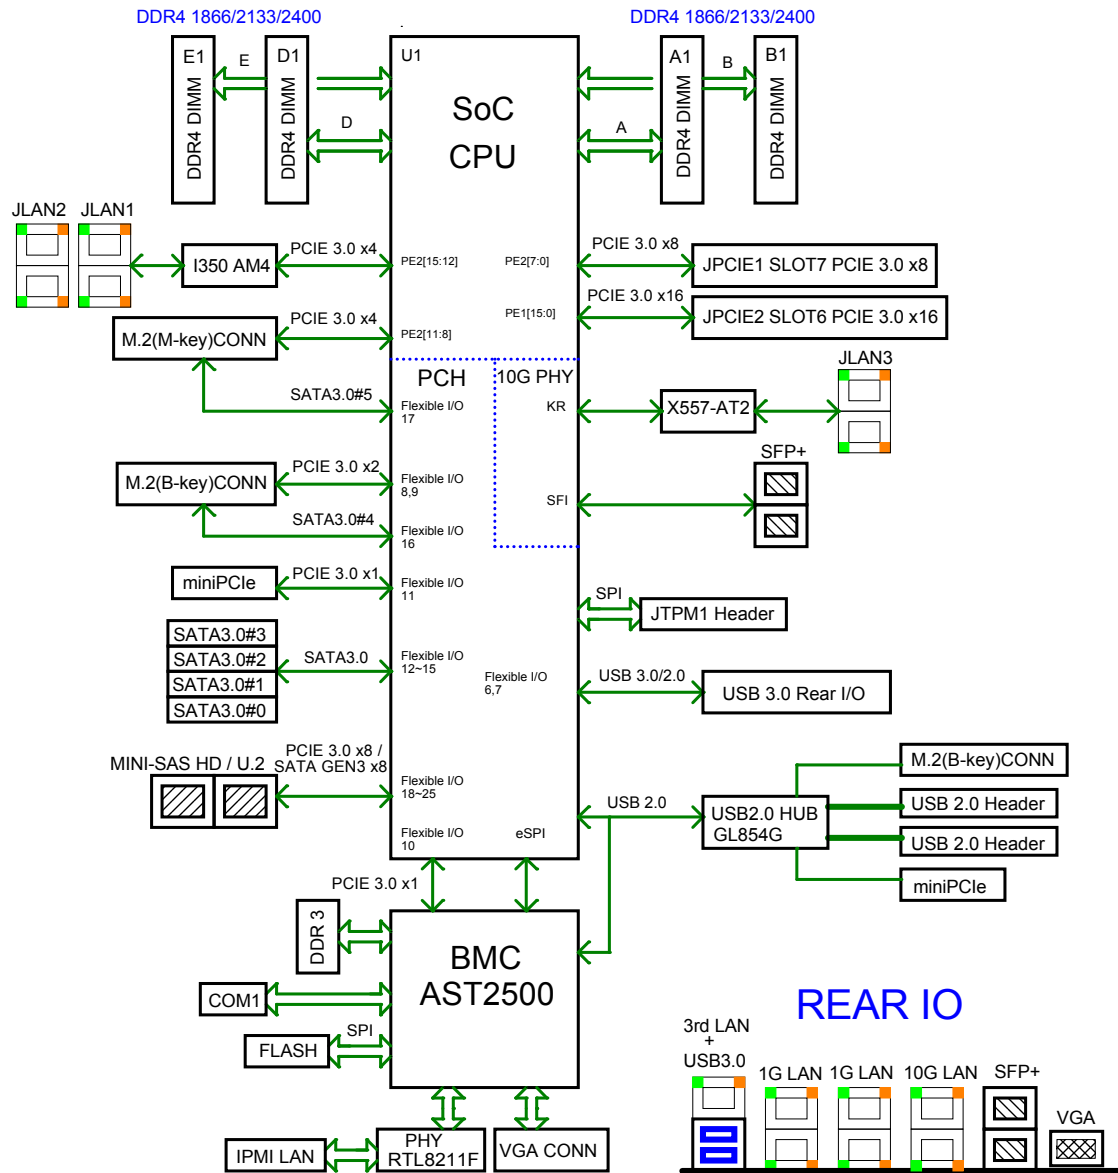 DDR4 1866/2133/2400
DDR4 1866/2133/2400
E1
DDR4 DIMM
E
D1
DDR4 DIMM
D
U1
SoC
CPU
A
A1
DDR4 DIMM
B
B1
DDR4 DIMM
JLAN2
JLAN1
I350 AM4
PCIE 3.0 x4
PE2[15:12]
PE2[7:0]
PCIE 3.0 x8
JPCIE1 SLOT7 PCIE 3.0 x8
PE1[15:0]
PCIE 3.0 x16
JPCIE2 SLOT6 PCIE 3.0 x16
M.2(M-key)CONN
PCIE 3.0 x4
PE2[11:8]
SATA3.0#5
PCH
Flexible I/O
17
10G PHY
KR
X557-AT2
JLAN3
SFI
SFP+
M.2(B-key)CONN
PCIE 3.0 x2
Flexible I/O
8,9
SATA3.0#4
Flexible I/O
16
miniPCIe
PCIE 3.0 x1
Flexible I/O
11
SPI
JTPM1 Header
SATA3.0#3
SATA3.0#2
SATA3.0#1
SATA3.0#0
SATA3.0
Flexible I/O
12~15
Flexible I/O
6,7
USB 3.0/2.0
USB 3.0 Rear I/O
MINI-SAS HD / U.2
PCIE 3.0 x8 /
SATA GEN3 x8
Flexible I/O
18~25
USB 2.0
USB2.0 HUB
GL854G
M.2(B-key)CONN
USB 2.0 Header
USB 2.0 Header
miniPCIe
Flexible I/O
10
eSPI
PCIE 3.0 x1
DDR 3
BMC
AST2500
COM1
SPI
FLASH
IPMI LAN
PHY
RTL8211F
VGA CONN
REAR IO
3rd LAN
+
USB3.0
1G LAN
1G LAN
10G LAN
SFP+
VGA